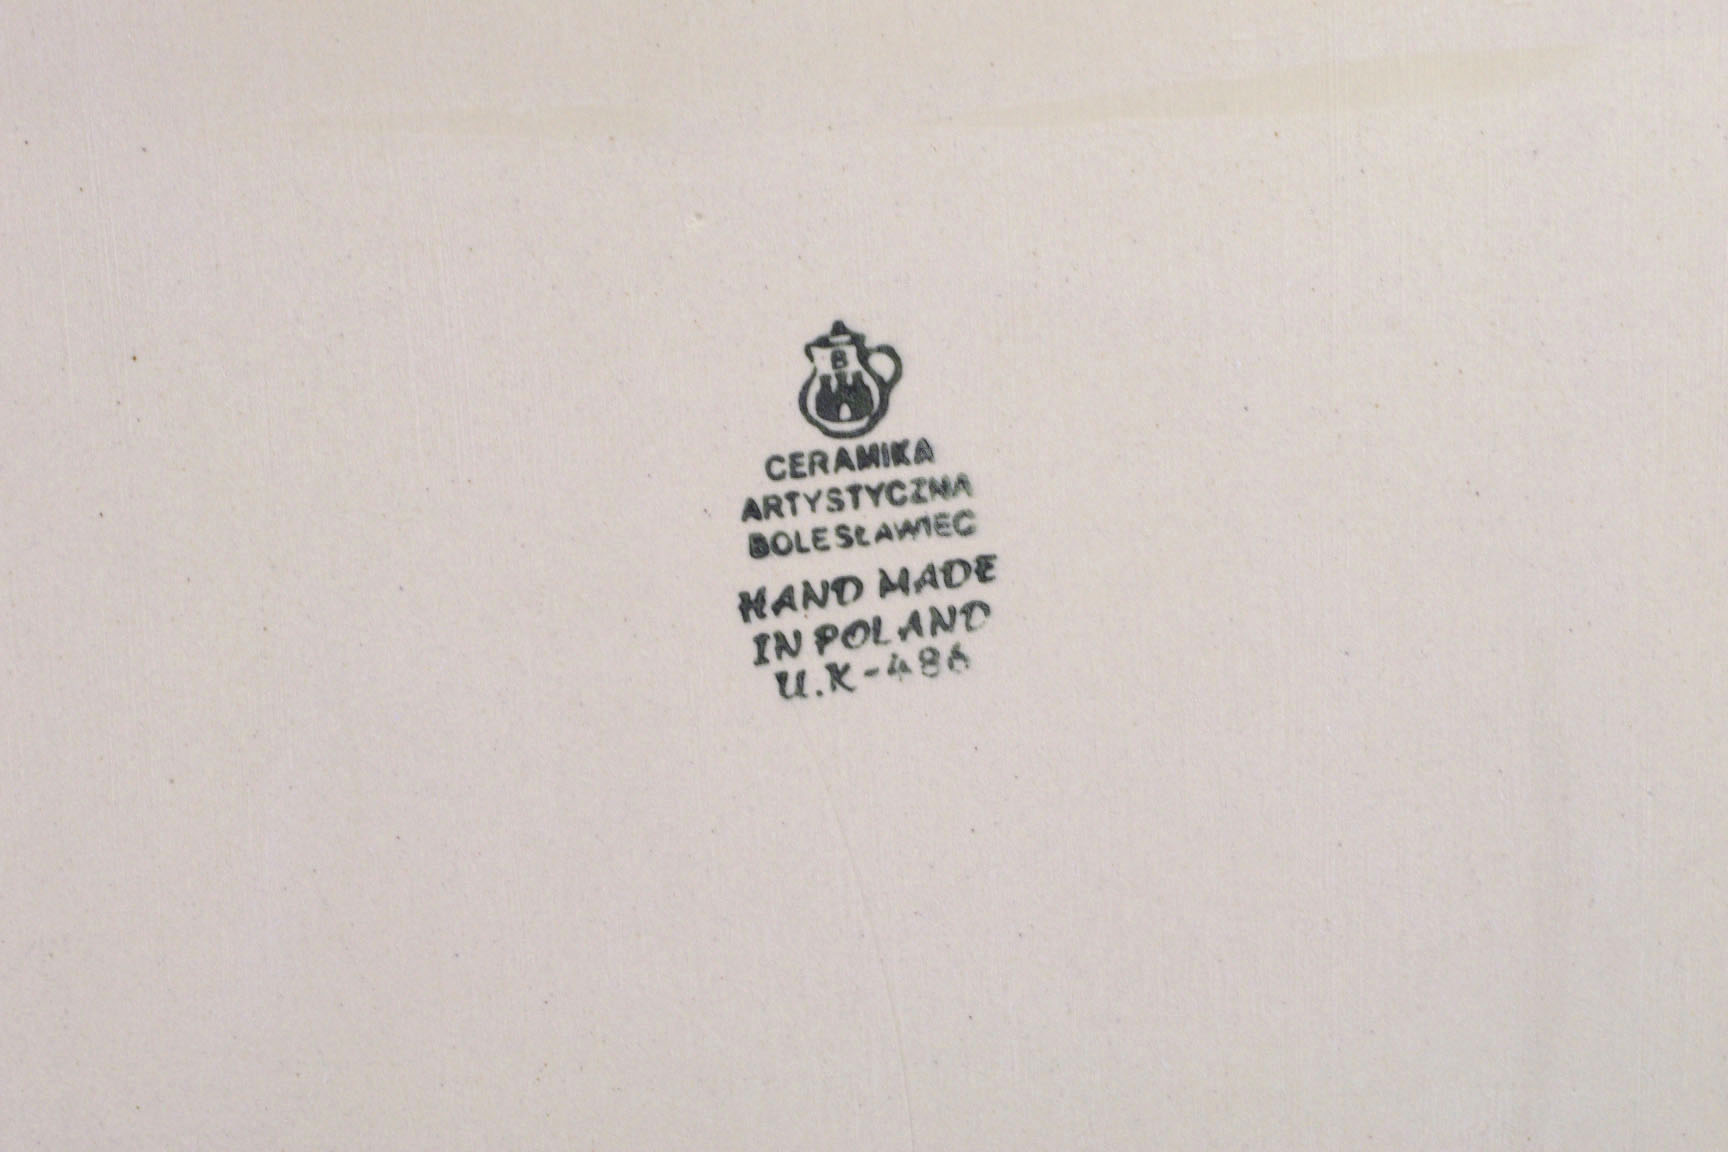 B
CERAMIKA
ARTYSTYCZNA
BOLESŁAWIEC
HAND MADE
IN POLAND
U.K-486